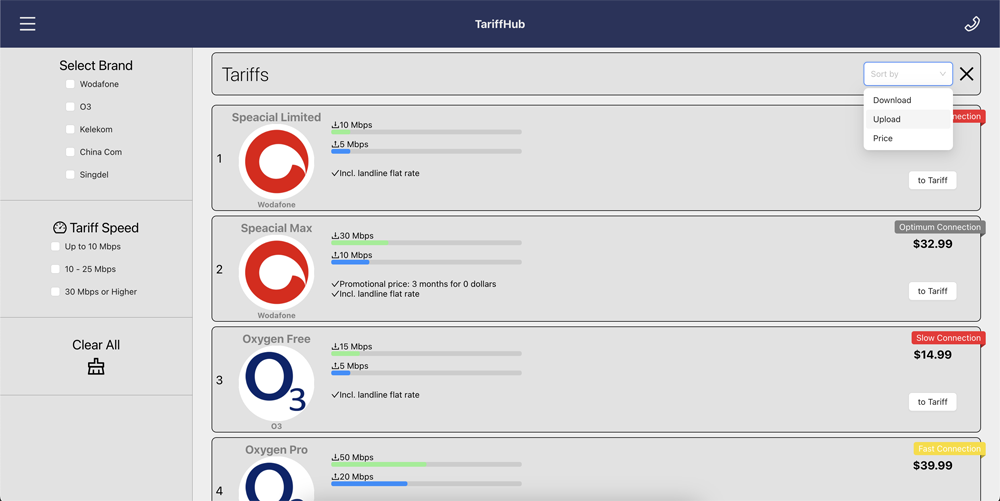 TariffHub
Select Brand
Wodafone
O3
Kelekom
China Com
Singdel
Tariff Speed
Up to 10 Mbps
10 - 25 Mbps
30 Mbps or Higher
Clear All
Tariffs
Sort by
Download
Upload
Price
1
Speacial Limited
Wodafone
10 Mbps
5 Mbps
Incl. landline flat rate
to Tariff
2
Speacial Max
Wodafone
30 Mbps
10 Mbps
Promotional price: 3 months for 0 dollars
Incl. landline flat rate
Optimum Connection
$32.99
to Tariff
3
Oxygen Free
O3
O3
15 Mbps
5 Mbps
Incl. landline flat rate
Slow Connection
$14.99
to Tariff
4
Oxygen Pro
50 Mbps
20 Mbps
Fast Connection
$39.99